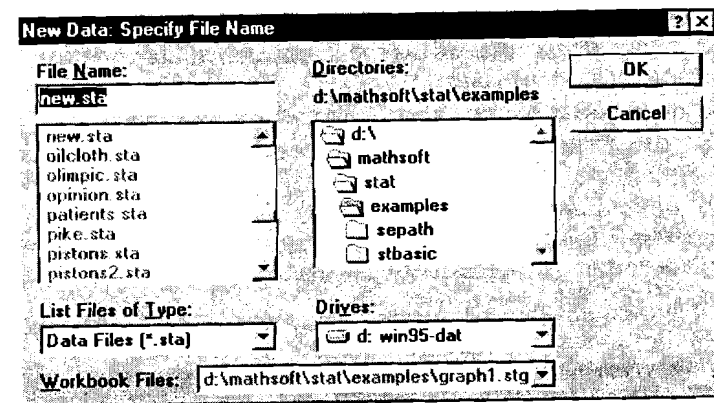 New Data: Specify File Name
File Name:
new.sta
new.sta
oilcloth.sta
olimpic.sta
opinion.sta
patients.sta
pike.sta
pistons.sta
pistons2.sta
List Files of Type:
Data Files (*.sta)
Directories:
d:\mathsoft\stat\examples
d:\
mathsoft
stat
examples
sepath
stbasic
Drives:
d: win95-dat
OK
Cancel
Workbook Files: d:\mathsoft\stat\examples\graph1.stg